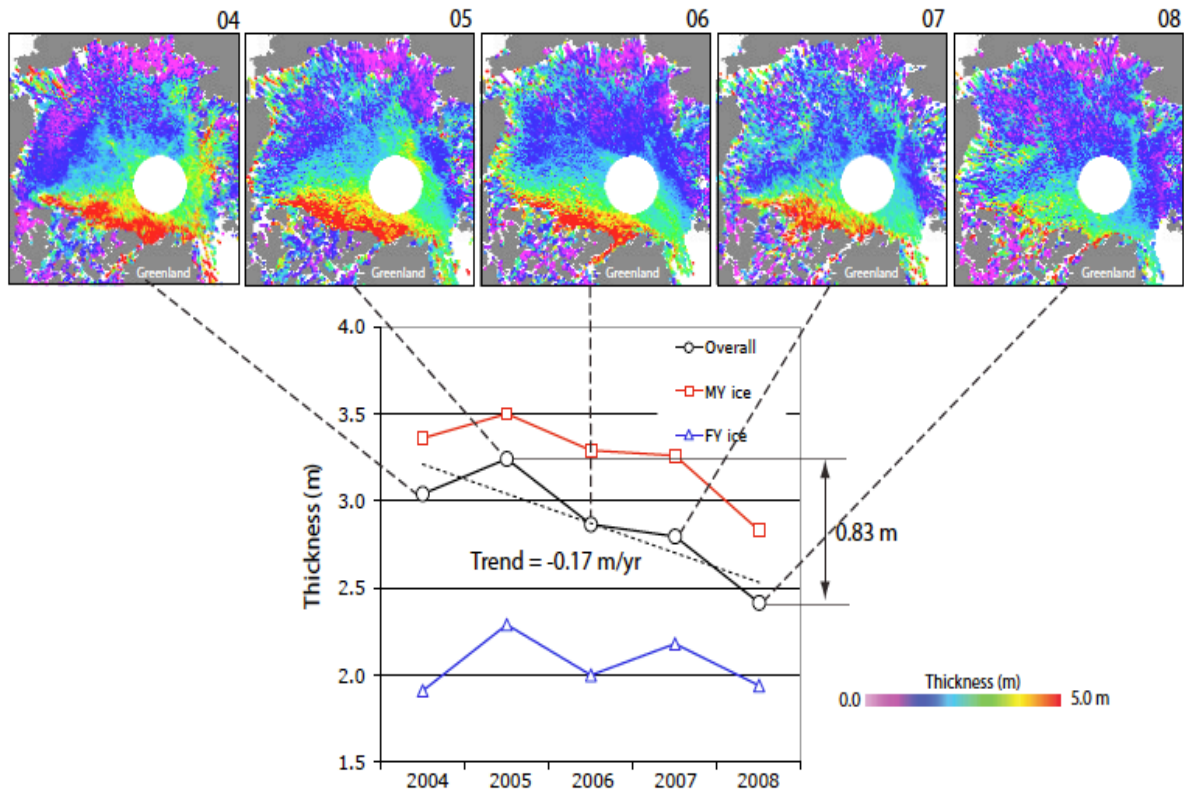 04
05
06
07
08
Greenland
Greenland
Greenland
Greenland
Greenland
4.0
3.5
3.0
2.5
2.0
1.5
Thickness (m)
Overall
MY ice
FY ice
0.83 m
Trend = -0.17 m/yr
Thickness (m)
0.0
5.0 m
2004
2005
2006
2007
2008